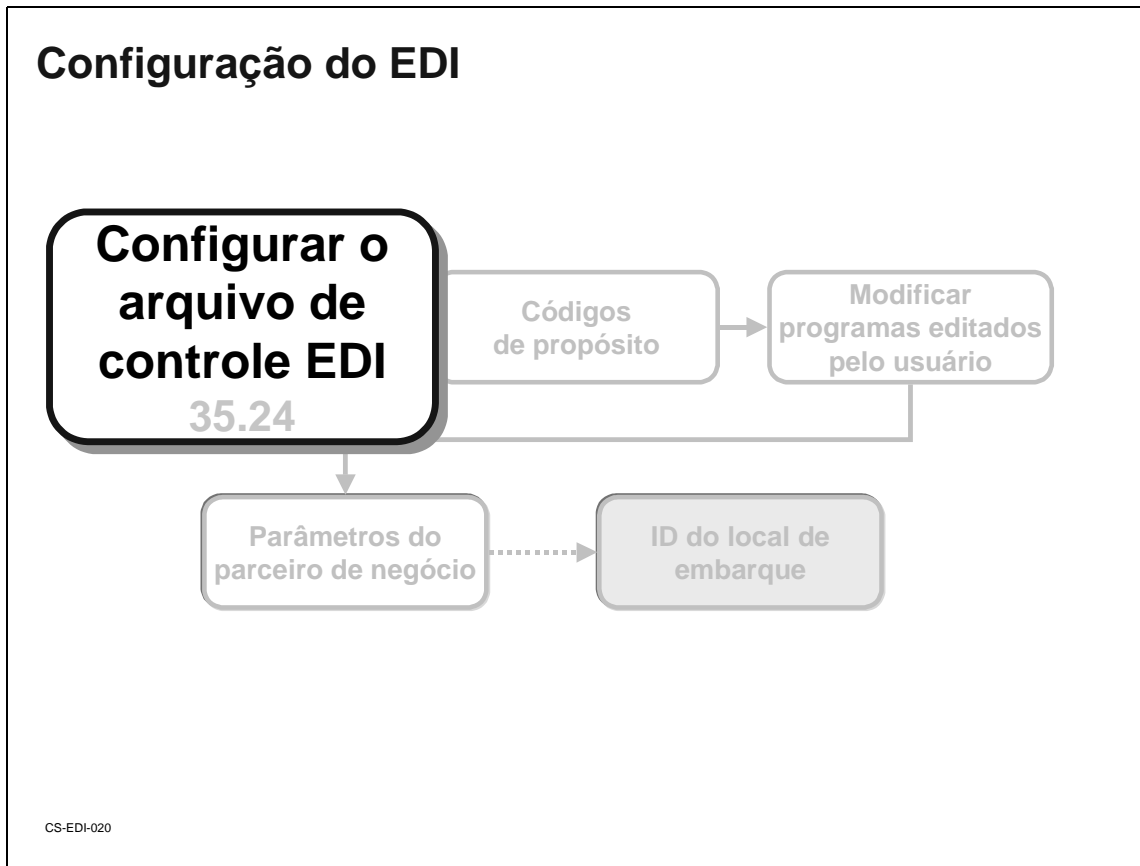 Configuração do EDI
Configurar o
arquivo de
controle EDI
35.24
Códigos
de propósito
Modificar
programas editados
pelo usuário
Parâmetros do
parceiro de negócio
ID do local de
embarque
CS-EDI-020